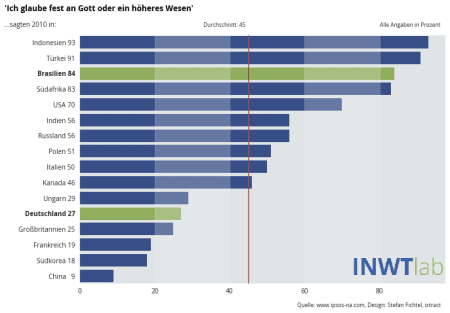 'Ich glaube fest an Gott oder ein höheres Wesen'
...sagten 2010 in:
Durchschnitt: 45
Alle Angaben in Prozent
Indonesien 93
Türkei 91
Brasilien 84
Südafrika 83
USA 70
Indien 56
Russland 56
Polen 51
Italien 50
Kanada 46
Ungarn 29
Deutschland 27
Großbritannien 25
Frankreich 19
Südkorea 18
China 9
INWTlab
0 20 40 60 80
Quelle: www.ipsos-na.com, Design: Stefan Fichtel, ixtract